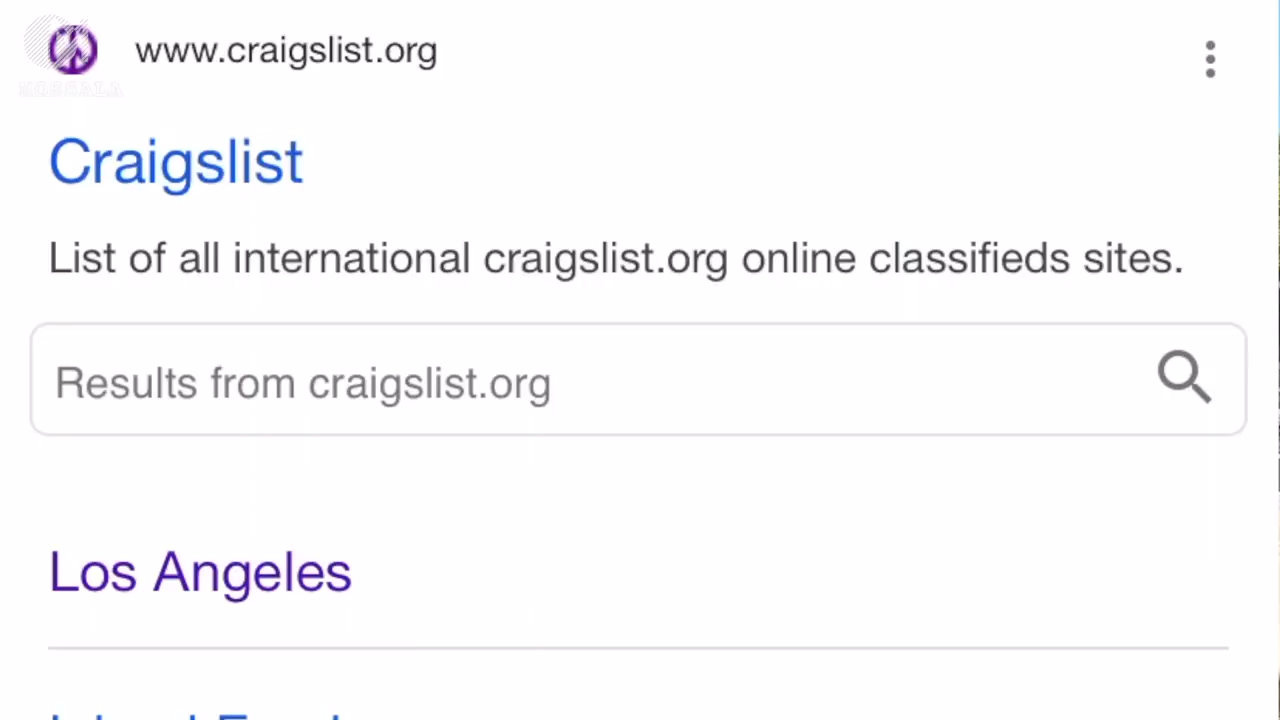 www.craigslist.org
Craigslist
List of all international craigslist.org online classifieds sites.
Results from craigslist.org
Los Angeles